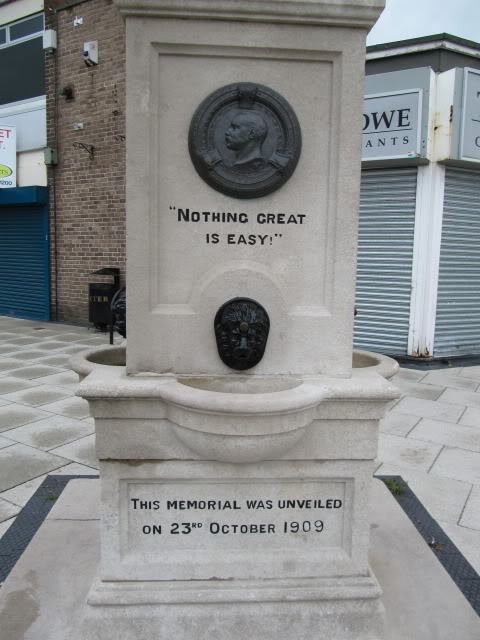 "NOTHING GREAT
IS EASY!"
THIS MEMORIAL WAS UNVEILED
ON 23RD OCTOBER 1909
OWE
ANTS